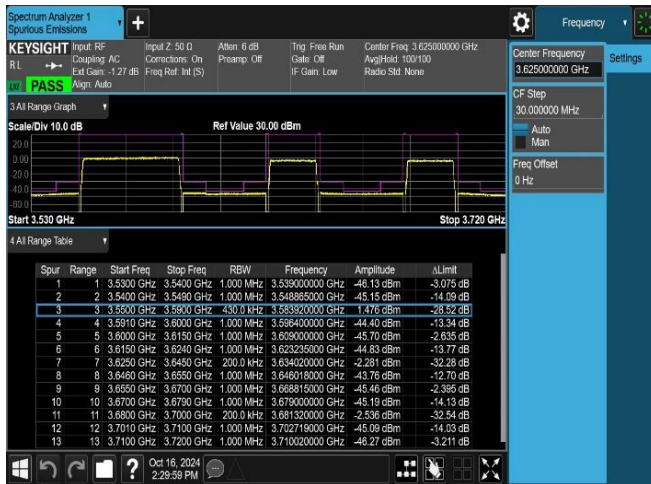 Spectrum Analyzer 1
Spurious Emissions
Frequency
KEYSIGHT Input: RF Input Z: 50 Ω Atten: 6 dB Trig: Free Run Center Freq: 3.625000000 GHz
RL Coupling: AC Corrections: On Preamp: Off Gate: Off Avg|Hold: 100/100
Ext Gain: -1.27 dB Freq Ref: Int (S) IF Gain: Low Radio Std: None
PASS Align: Auto
Center Frequency
3.625000000 GHz
Settings
CF Step
30.000000 MHz
Auto
Man
Freq Offset
0 Hz
3 All Range Graph
Scale/Div 10.0 dB Ref Value 30.00 dBm
20.0
0.00
-20.0
-40.0
-60.0
Start 3.530 GHz Stop 3.720 GHz
4 All Range Table
Spur Range Start Freq Stop Freq RBW Frequency Amplitude ΔLimit
1 1 3.5300 GHz 3.5400 GHz 1.000 MHz 3.539000000 GHz -46.13 dBm -3.075 dB
2 2 3.5400 GHz 3.5490 GHz 1.000 MHz 3.548865000 GHz -45.15 dBm -14.09 dB
3 3 3.5500 GHz 3.5900 GHz 430.0 kHz 3.583920000 GHz 1.476 dBm -28.52 dB
4 4 3.5910 GHz 3.6000 GHz 1.000 MHz 3.596400000 GHz -44.40 dBm -13.34 dB
5 5 3.6000 GHz 3.6150 GHz 1.000 MHz 3.609000000 GHz -45.70 dBm -2.635 dB
6 6 3.6150 GHz 3.6240 GHz 1.000 MHz 3.623235000 GHz -44.83 dBm -13.77 dB
7 7 3.6250 GHz 3.6450 GHz 200.0 kHz 3.634020000 GHz -2.281 dBm -32.28 dB
8 8 3.6460 GHz 3.6550 GHz 1.000 MHz 3.646018000 GHz -43.76 dBm -12.70 dB
9 9 3.6550 GHz 3.6700 GHz 1.000 MHz 3.668815000 GHz -45.46 dBm -2.395 dB
10 10 3.6700 GHz 3.6790 GHz 1.000 MHz 3.679000000 GHz -45.19 dBm -14.13 dB
11 11 3.6800 GHz 3.7000 GHz 200.0 kHz 3.681320000 GHz -2.536 dBm -32.54 dB
12 12 3.7010 GHz 3.7100 GHz 1.000 MHz 3.702719000 GHz -45.09 dBm -14.03 dB
13 13 3.7100 GHz 3.7200 GHz 1.000 MHz 3.710020000 GHz -46.27 dBm -3.211 dB
Oct 16, 2024
2:29:59 PM